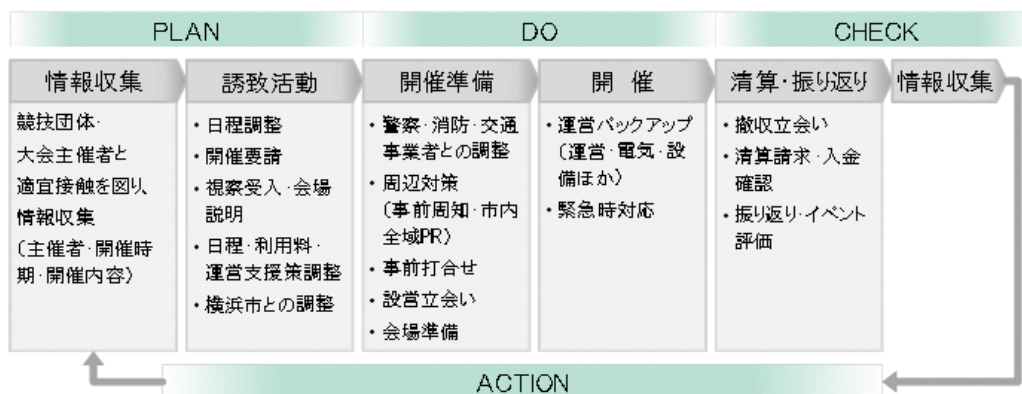 PLAN
DO
CHECK
情報収集
誘致活動
開催準備
開 催
清算・振り返り
情報収集
競技団体・
大会主催者と
適宜接触を図り、
情報収集
(主催者・開催時
期・開催内容)
・日程調整
・開催要請
・視察受入・会場
説明
・日程・利用料・
運営支援策調整
・横浜市との調整
・警察・消防・交通
事業者との調整
・周辺対策
(事前周知・市内
全域PR)
・事前打合せ
・設営立会い
・会場準備
・運営バックアップ
(運営・電気・設
備ほか)
・緊急時対応
・撤収立会い
・清算請求・入金
確認
・振り返り・イベント
評価
ACTION